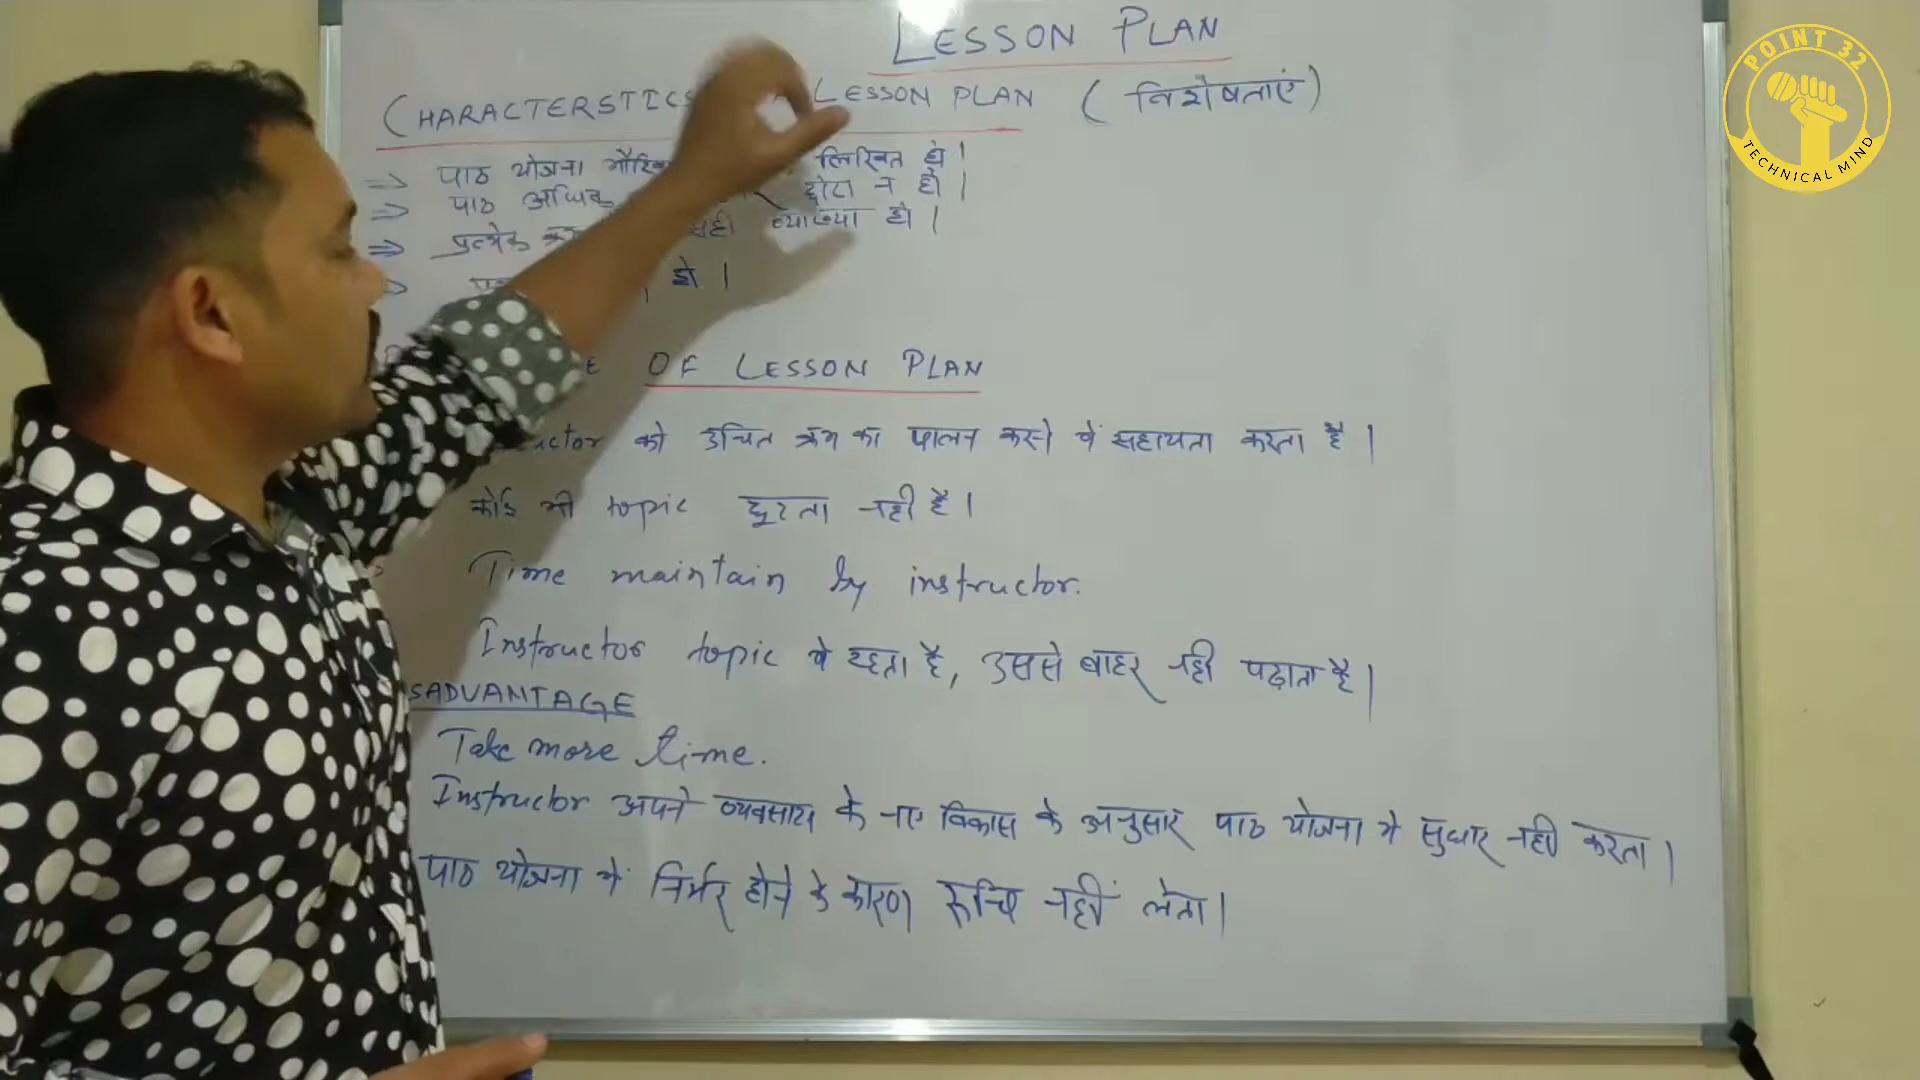 LESSON PLAN
CHARACTERSTICS LESSON PLAN (विशेषताएं)
⇒ पाठ योजना लिखित हो।
⇒ पाठ अधिक छोटा न हो।
⇒ प्रत्येक सही व्याख्या हो।
⇒ हो।
OF LESSON PLAN
को उचित क्रम का पालन करने में सहायता करता है।
कोई भी topic छूटता नही है।
Time maintain by instructor.
Instructor topic मे रहता है, उससे बाहर नही पढ़ाता है।
SADVANTAGE
Take more time.
Instructor अपने व्यवसाय के नए विकास के अनुसार पाठ योजना मे सुधार नही करता।
पाठ योजना मे निर्भर होने के कारण रूचि नहीं लेता।
POINT 32
TECHNICAL MIND